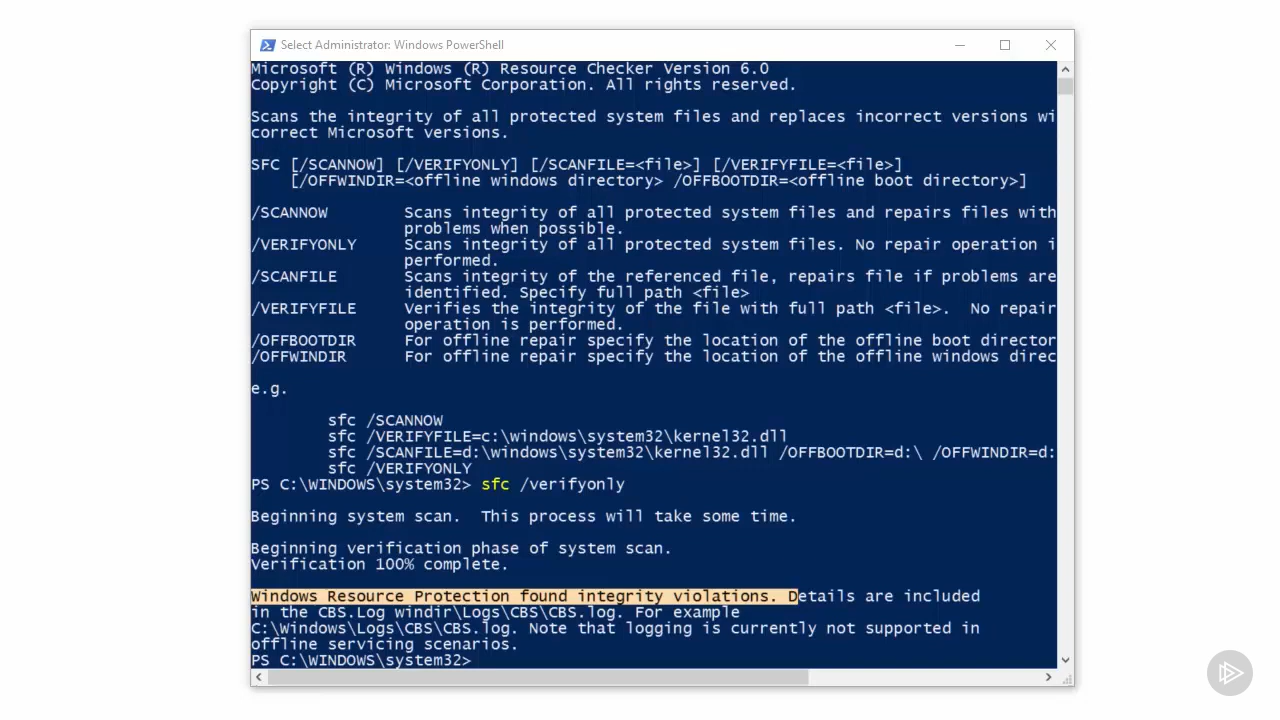 Select Administrator: Windows PowerShell
Microsoft (R) Windows (R) Resource Checker Version 6.0
Copyright (C) Microsoft Corporation. All rights reserved.
Scans the integrity of all protected system files and replaces incorrect versions wi
correct Microsoft versions.
SFC [/SCANNOW] [/VERIFYONLY] [/SCANFILE=<file>] [/VERIFYFILE=<file>]
[/OFFWINDIR=<offline windows directory> /OFFBOOTDIR=<offline boot directory>]
/SCANNOW Scans integrity of all protected system files and repairs files with
problems when possible.
/VERIFYONLY Scans integrity of all protected system files. No repair operation i
performed.
/SCANFILE Scans integrity of the referenced file, repairs file if problems are
identified. Specify full path <file>
/VERIFYFILE Verifies the integrity of the file with full path <file>. No repair
operation is performed.
/OFFBOOTDIR For offline repair specify the location of the offline boot director
/OFFWINDIR For offline repair specify the location of the offline windows direc
e.g.
sfc /SCANNOW
sfc /VERIFYFILE=c:\windows\system32\kernel32.dll
sfc /SCANFILE=d:\windows\system32\kernel32.dll /OFFBOOTDIR=d:\ /OFFWINDIR=d:
sfc /VERIFYONLY
PS C:\WINDOWS\system32> sfc /verifyonly
Beginning system scan. This process will take some time.
Beginning verification phase of system scan.
Verification 100% complete.
Windows Resource Protection found integrity violations. Details are included
in the CBS.Log windir\Logs\CBS\CBS.log. For example
C:\Windows\Logs\CBS\CBS.log. Note that logging is currently not supported in
offline servicing scenarios.
PS C:\WINDOWS\system32>